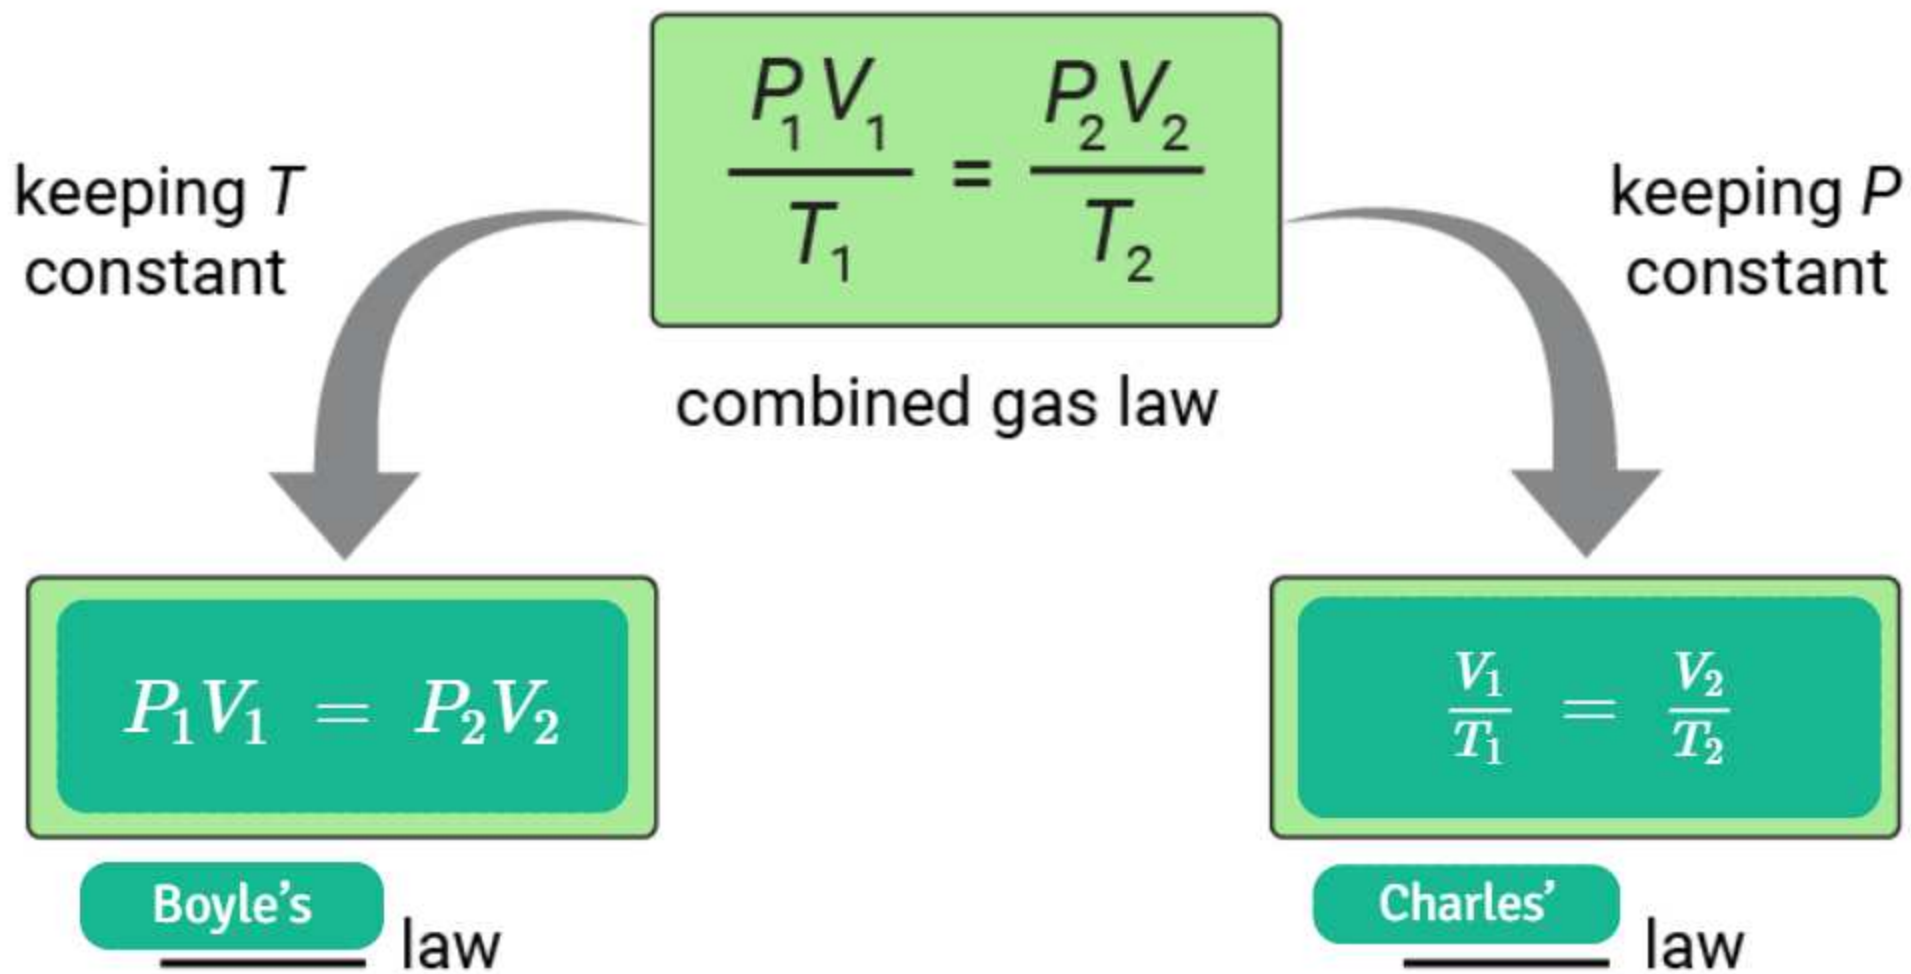 P₁V₁/T₁ = P₂V₂/T₂
keeping T
constant
keeping P
constant
combined gas law
P₁V₁ = P₂V₂
V₁/T₁ = V₂/T₂
Boyle’s law
Charles’ law